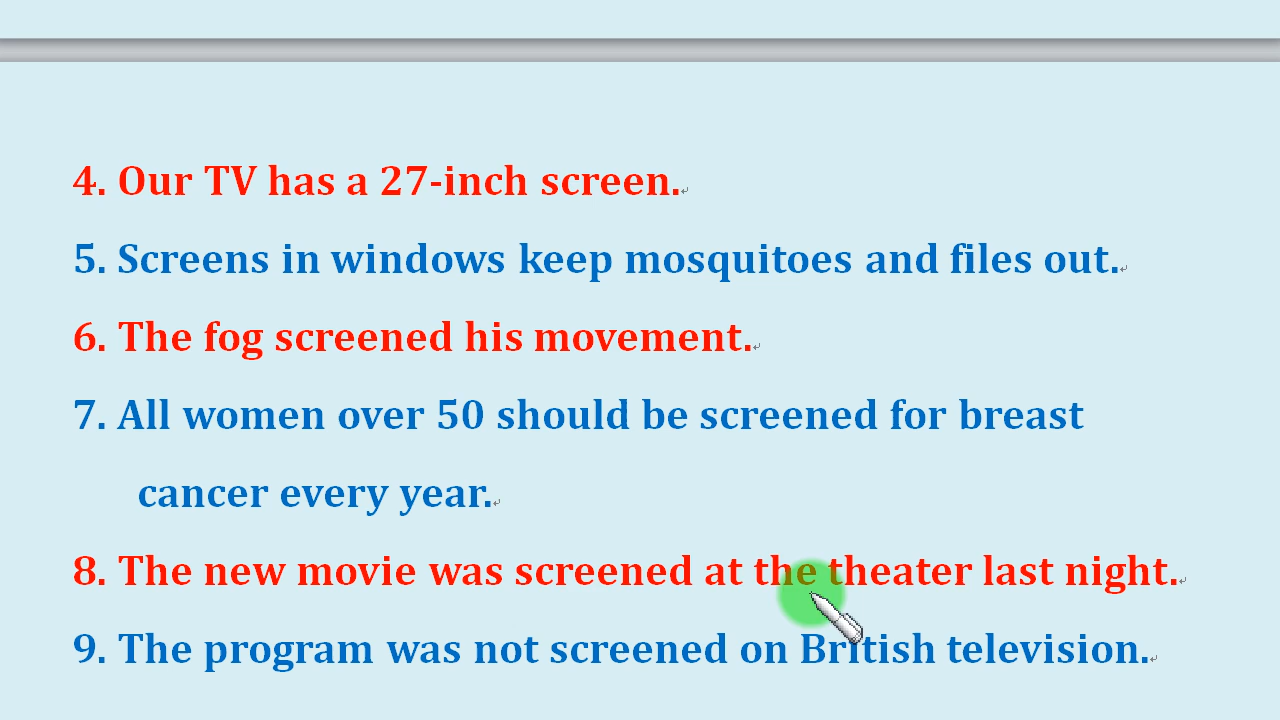 4. Our TV has a 27-inch screen.
5. Screens in windows keep mosquitoes and files out.
6. The fog screened his movement.
7. All women over 50 should be screened for breast
cancer every year.
8. The new movie was screened at the theater last night.
9. The program was not screened on British television.